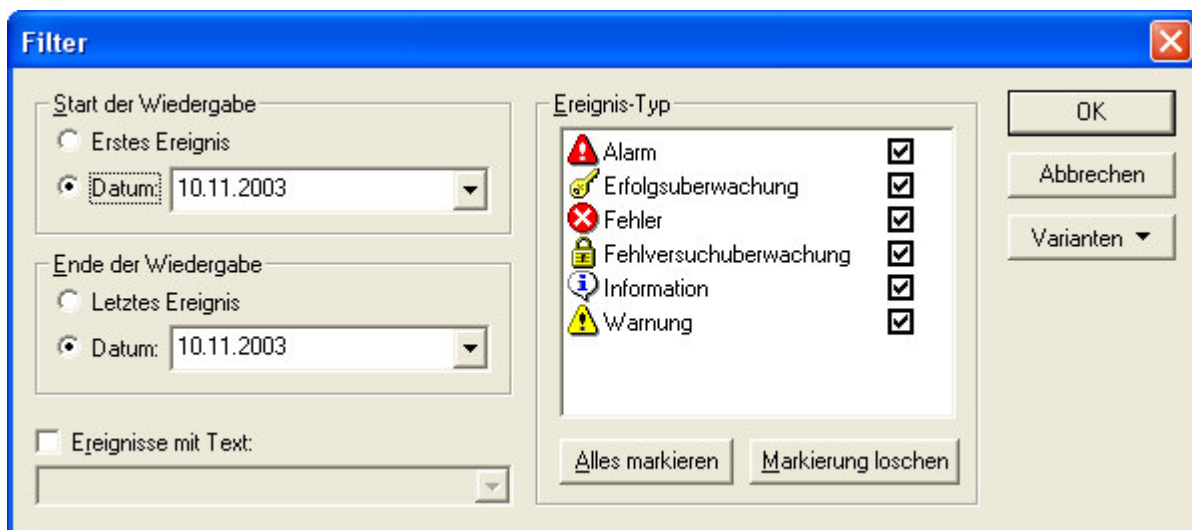 Filter
Start der Wiedergabe
Erstes Ereignis
Datum: 10.11.2003
Ende der Wiedergabe
Letztes Ereignis
Datum: 10.11.2003
Ereignisse mit Text:
Ereignis-Typ
Alarm
Erfolgsuberwachung
Fehler
Fehlversuchuberwachung
Information
Warnung
Alles markieren
Markierung loschen
OK
Abbrechen
Varianten